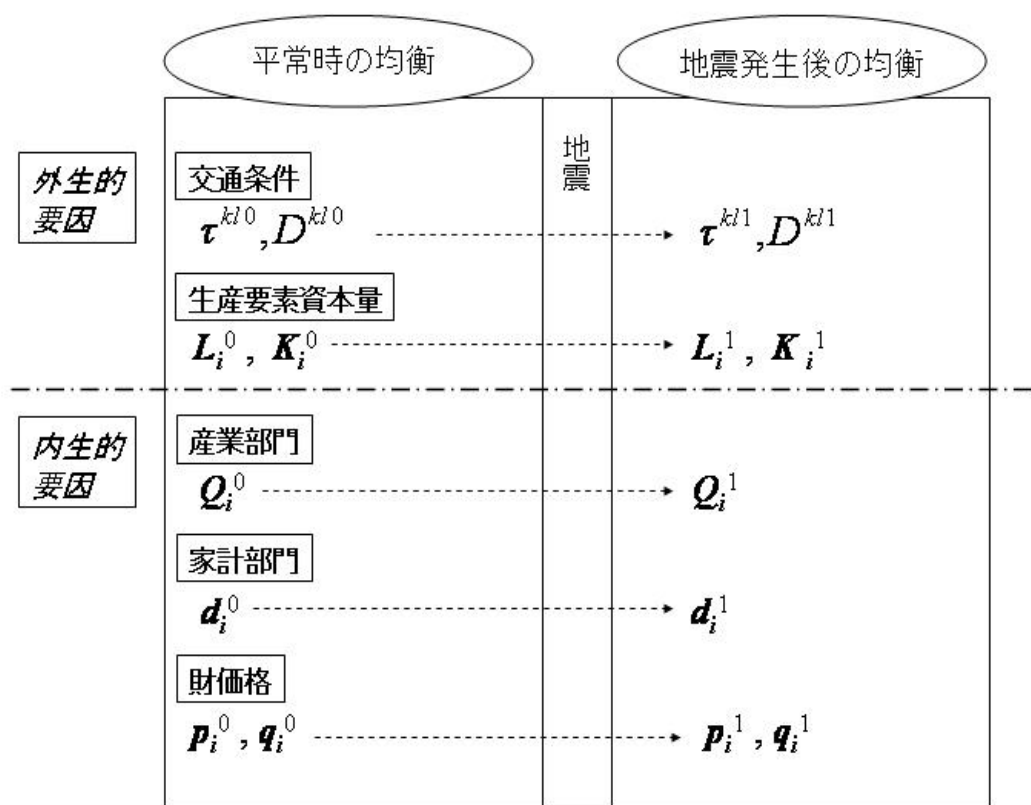 平常時の均衡
地震発生後の均衡
地震
外生的
要因
交通条件
τ^{kl0}, D^{kl0}
τ^{kl1}, D^{kl1}
生産要素資本量
L_i^0 , K_i^0
L_i^1 , K_i^1
内生的
要因
産業部門
Q_i^0
Q_i^1
家計部門
d_i^0
d_i^1
財価格
p_i^0 , q_i^0
p_i^1 , q_i^1